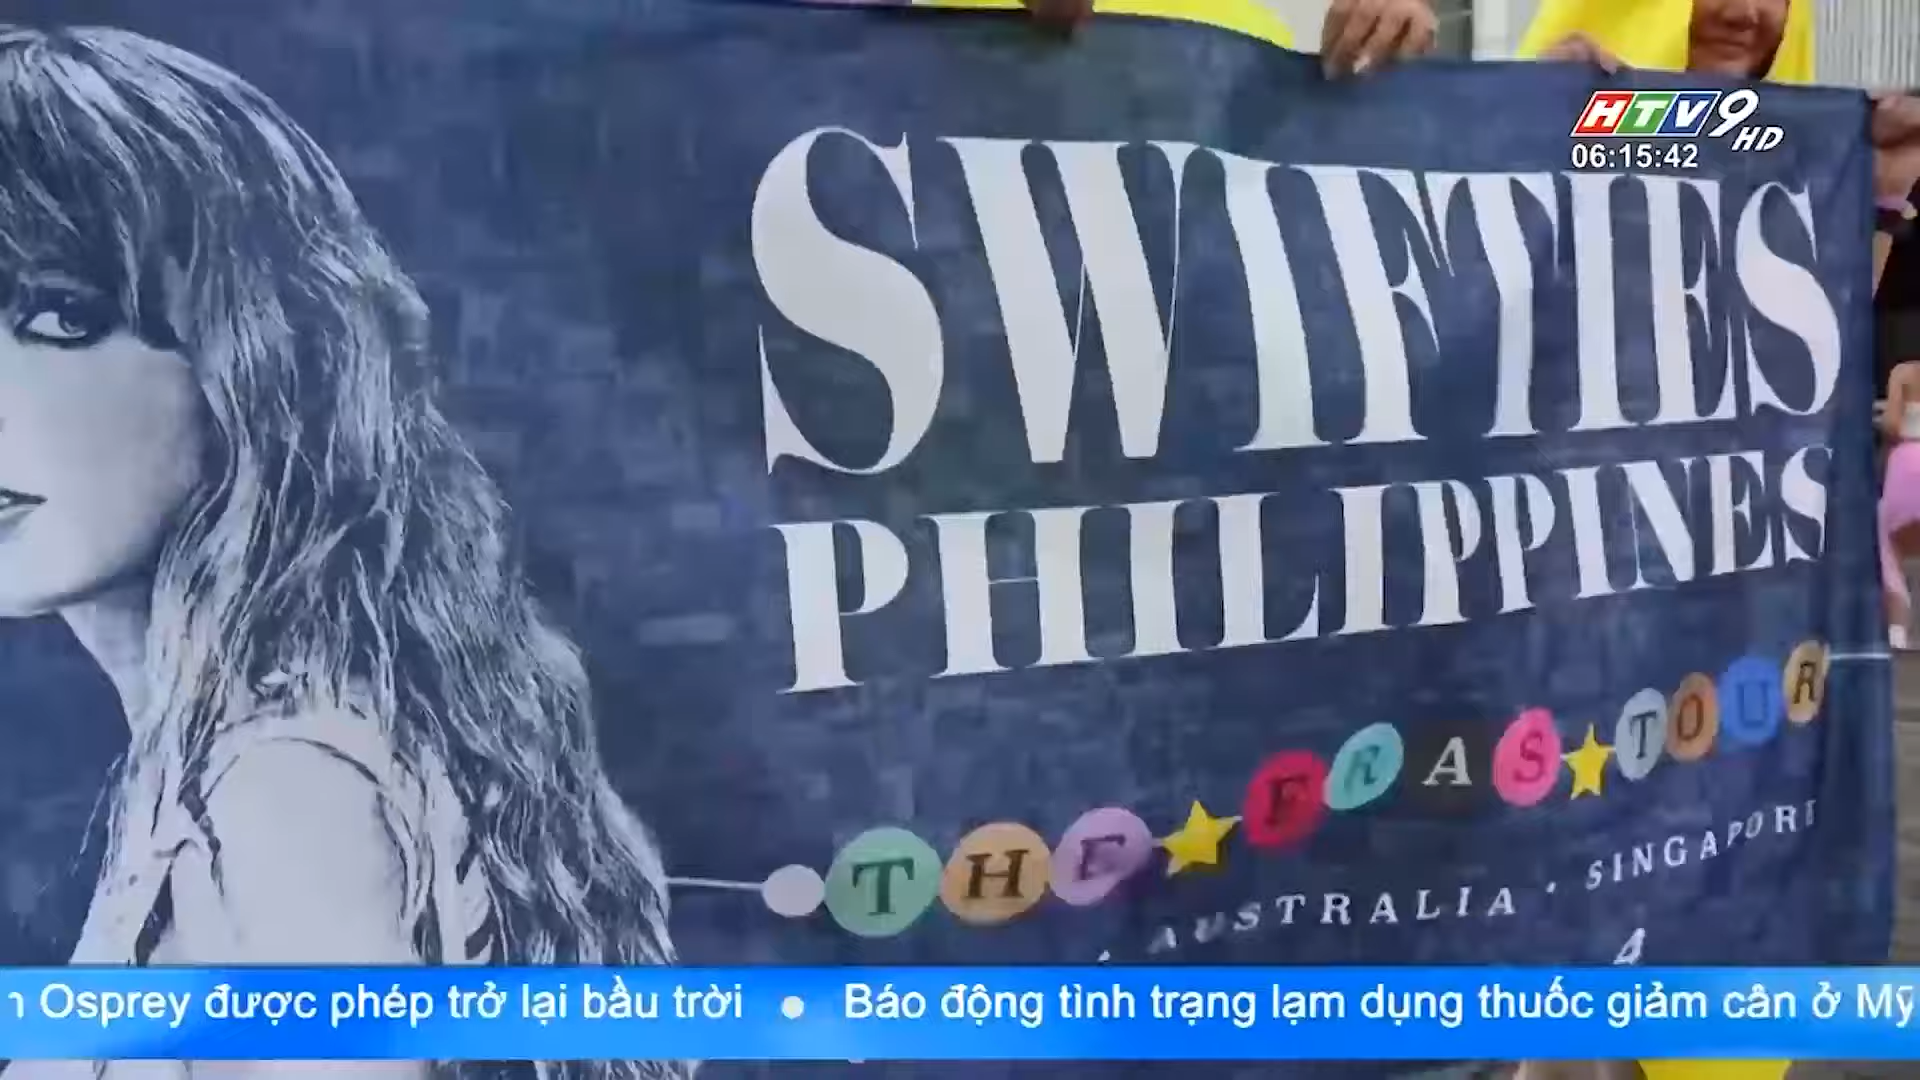 HTV9 HD
06:15:42
SWIFTIES
PHILIPPINES
THE ERAS TOUR
AUSTRALIA · SINGAPORE
4
Osprey được phép trở lại bầu trời • Báo động tình trạng lạm dụng thuốc giảm cân ở Mỹ